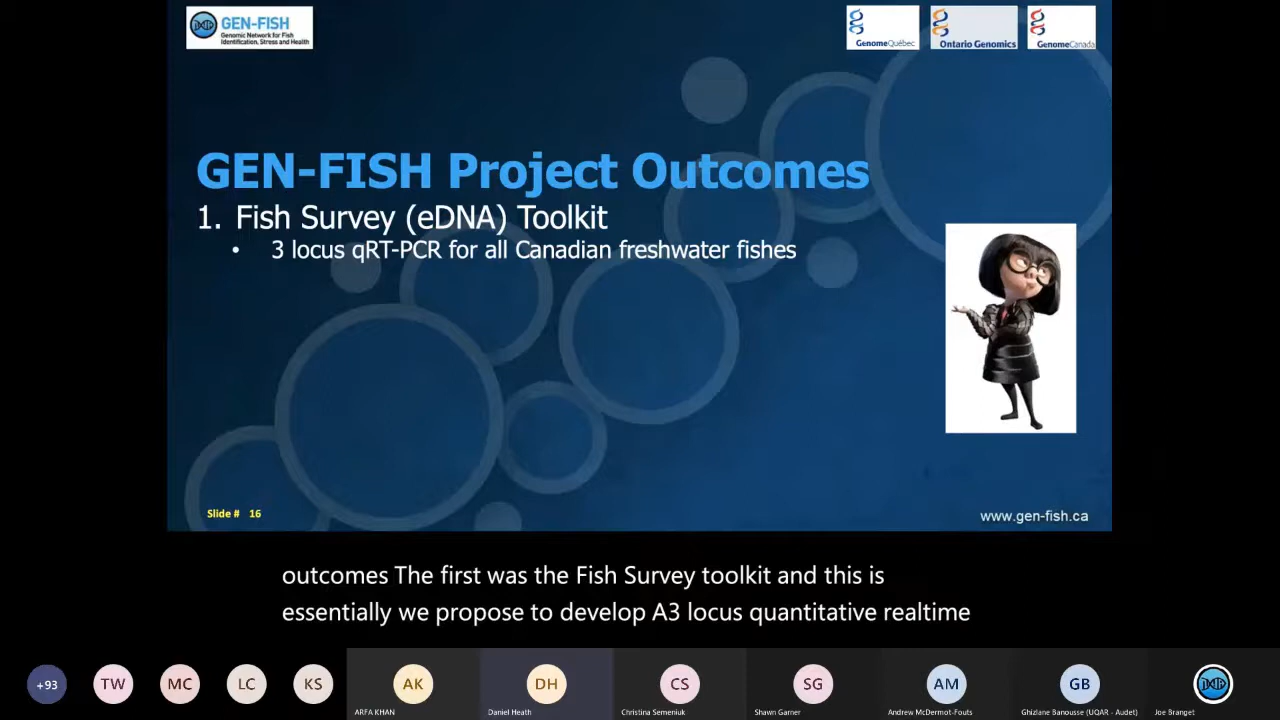 GEN-FISH
Genomic Network for Fish
Identification, Stress and Health
GenomeQuébec
Ontario Genomics
GenomeCanada
GEN-FISH Project Outcomes
1. Fish Survey (eDNA) Toolkit
• 3 locus qRT-PCR for all Canadian freshwater fishes
Slide # 16
www.gen-fish.ca
outcomes The first was the Fish Survey toolkit and this is
essentially we propose to develop A3 locus quantitative realtime
+93
TW
MC
LC
KS
AK
DH
CS
SG
AM
GB
ARFA KHAN
Daniel Heath
Christina Semeniuk
Shawn Garner
Andrew McDermot-Fouts
Ghizlane Banousse (UQAR - Audet)
Joe Branget